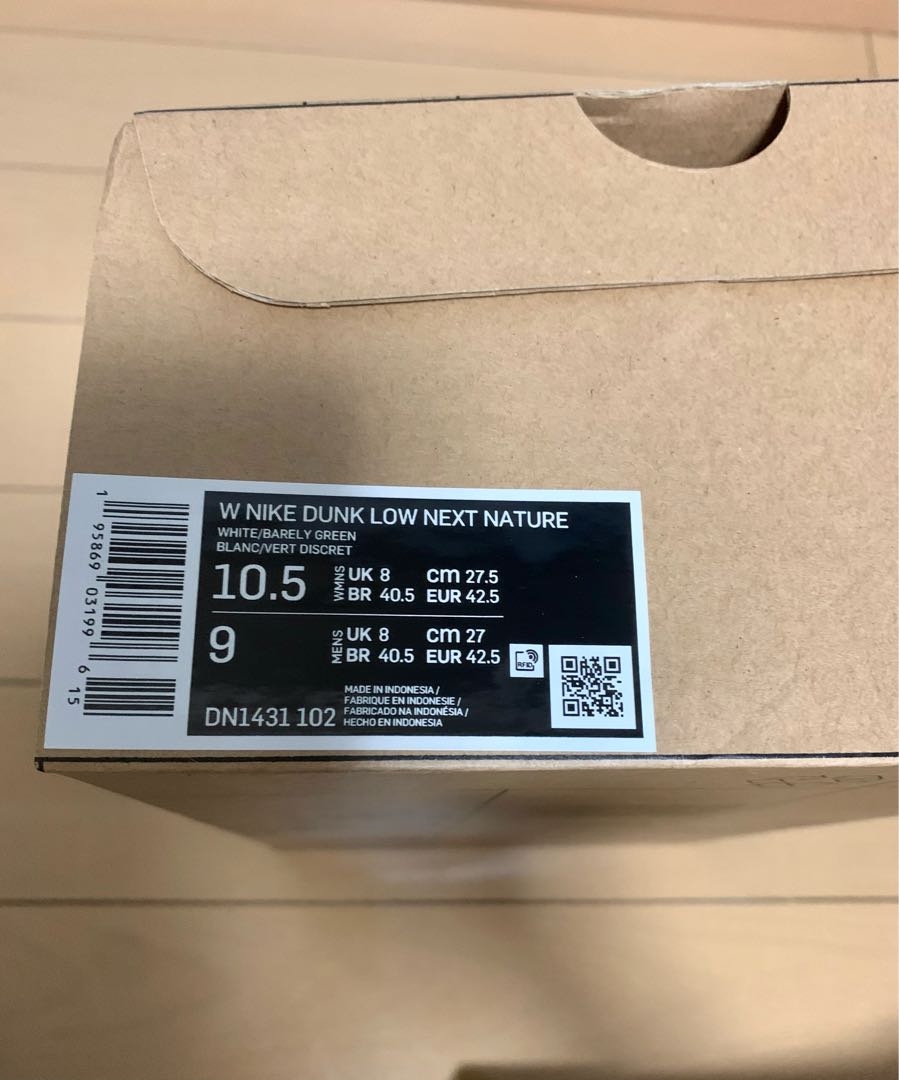 W NIKE DUNK LOW NEXT NATURE
WHITE/BARELY GREEN
BLANC/VERT DISCRET
10.5 WMNS UK 8 cm 27.5
BR 40.5 EUR 42.5
9 MENS UK 8 cm 27
BR 40.5 EUR 42.5
RFID
MADE IN INDONESIA /
FABRIQUE EN INDONESIE /
FABRICADO NA INDONÉSIA /
HECHO EN INDONESIA
DN1431 102
1 95869 03199 6 15